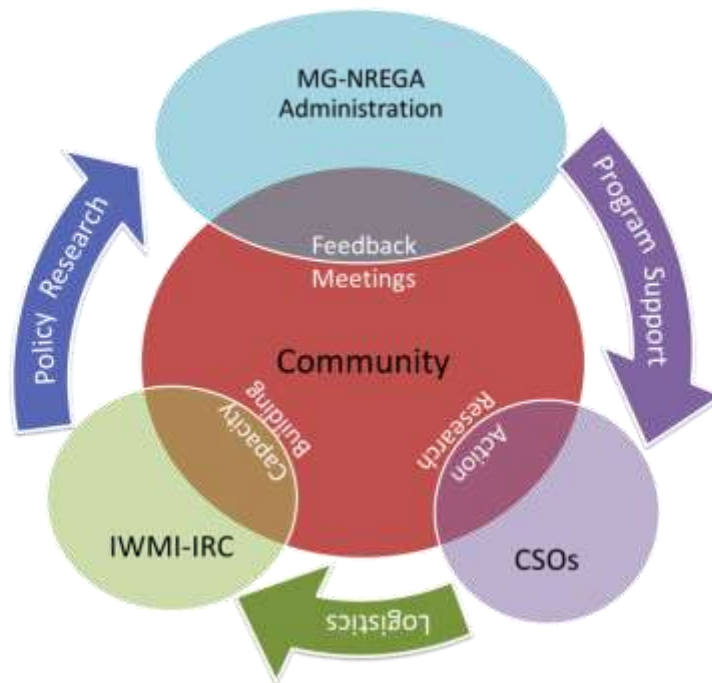 MG-NREGA
Administration
Program Support
Policy Research
Feedback
Meetings
Community
Capacity
Building
Action
Research
IWMI-IRC
CSOs
Logistics